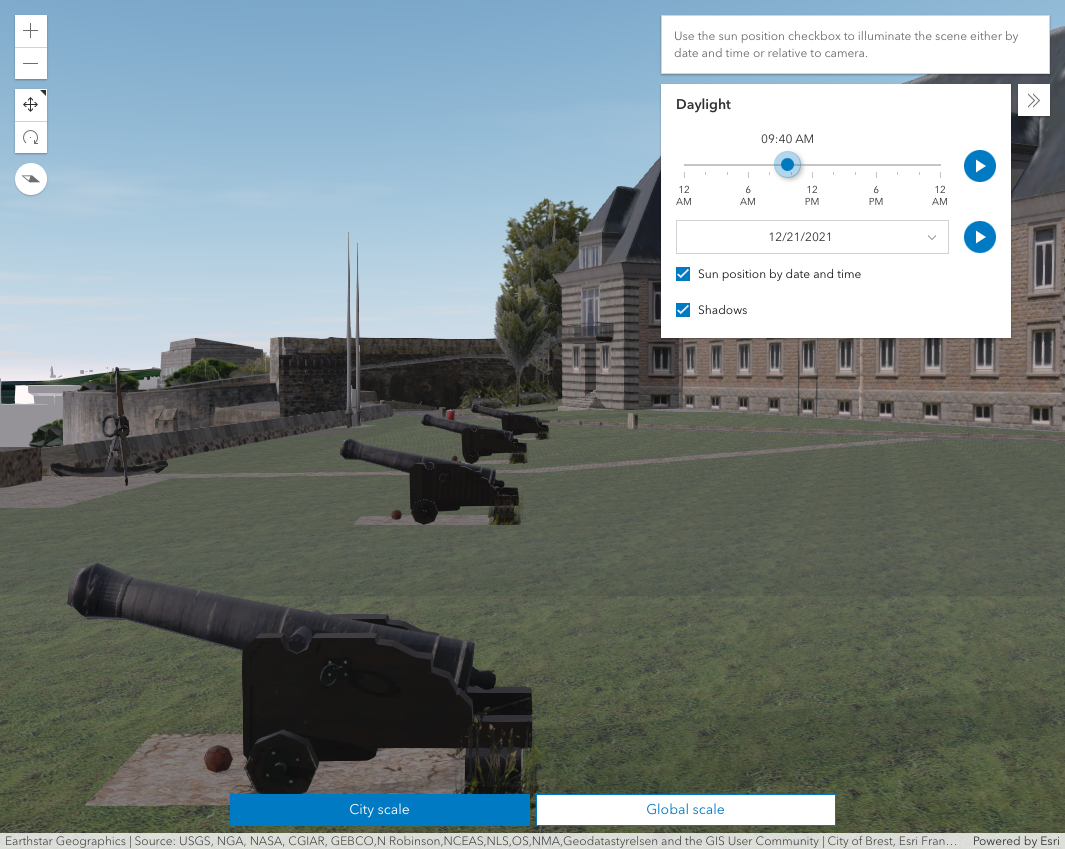 Use the sun position checkbox to illuminate the scene either by
date and time or relative to camera.
Daylight
09:40 AM
12 6 12 6 12
AM AM PM PM AM
12/21/2021
Sun position by date and time
Shadows
City scale
Global scale
Earthstar Geographics | Source: USGS, NGA, NASA, CGIAR, GEBCO,N Robinson,NCEAS,NLS,OS,NMA,Geodatastyrelsen and the GIS User Community | City of Brest, Esri Fran… Powered by Esri